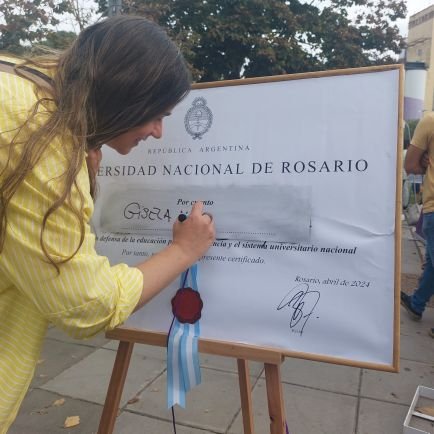 REPÚBLICA ARGENTINA
ERSIDAD NACIONAL DE ROSARIO
Por cuanto
GISELA
defensa de la educación y el sistema universitario nacional
Por tanto, presente certificado.
Rosario, abril de 2024